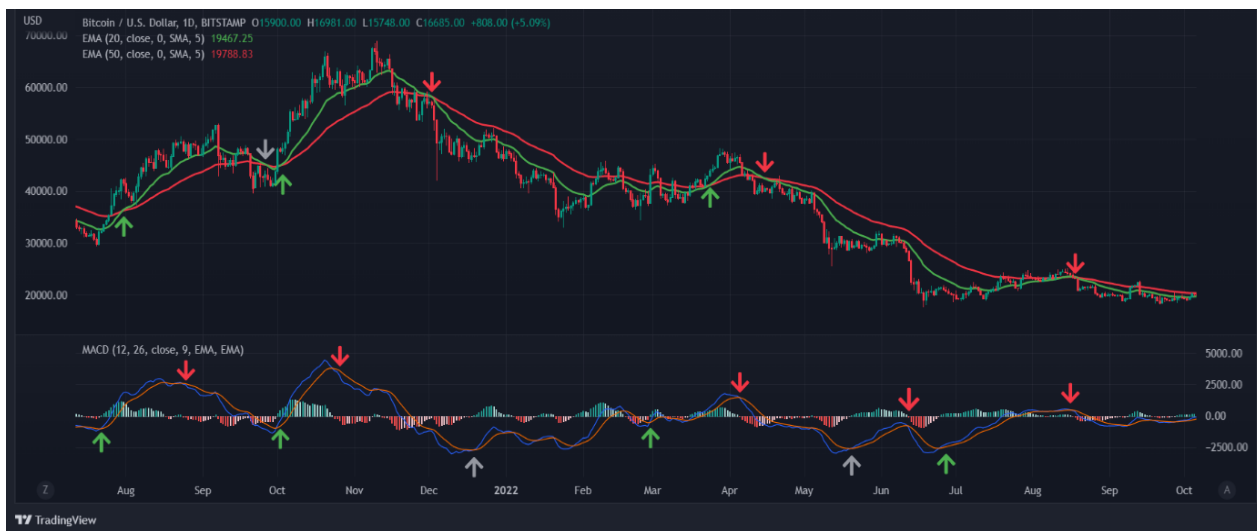 USD
Bitcoin / U.S. Dollar, 1D, BITSTAMP O15900.00 H16981.00 L15748.00 C16685.00 +808.00 (+5.09%)
70000.00
EMA (20, close, 0, SMA, 5) 19467.25
EMA (50, close, 0, SMA, 5) 19788.83
60000.00
50000.00
40000.00
30000.00
20000.00
MACD (12, 26, close, 9, EMA, EMA)
5000.00
2500.00
0.00
−2500.00
Z Aug Sep Oct Nov Dec 2022 Feb Mar Apr May Jun Jul Aug Sep Oct A
TradingView